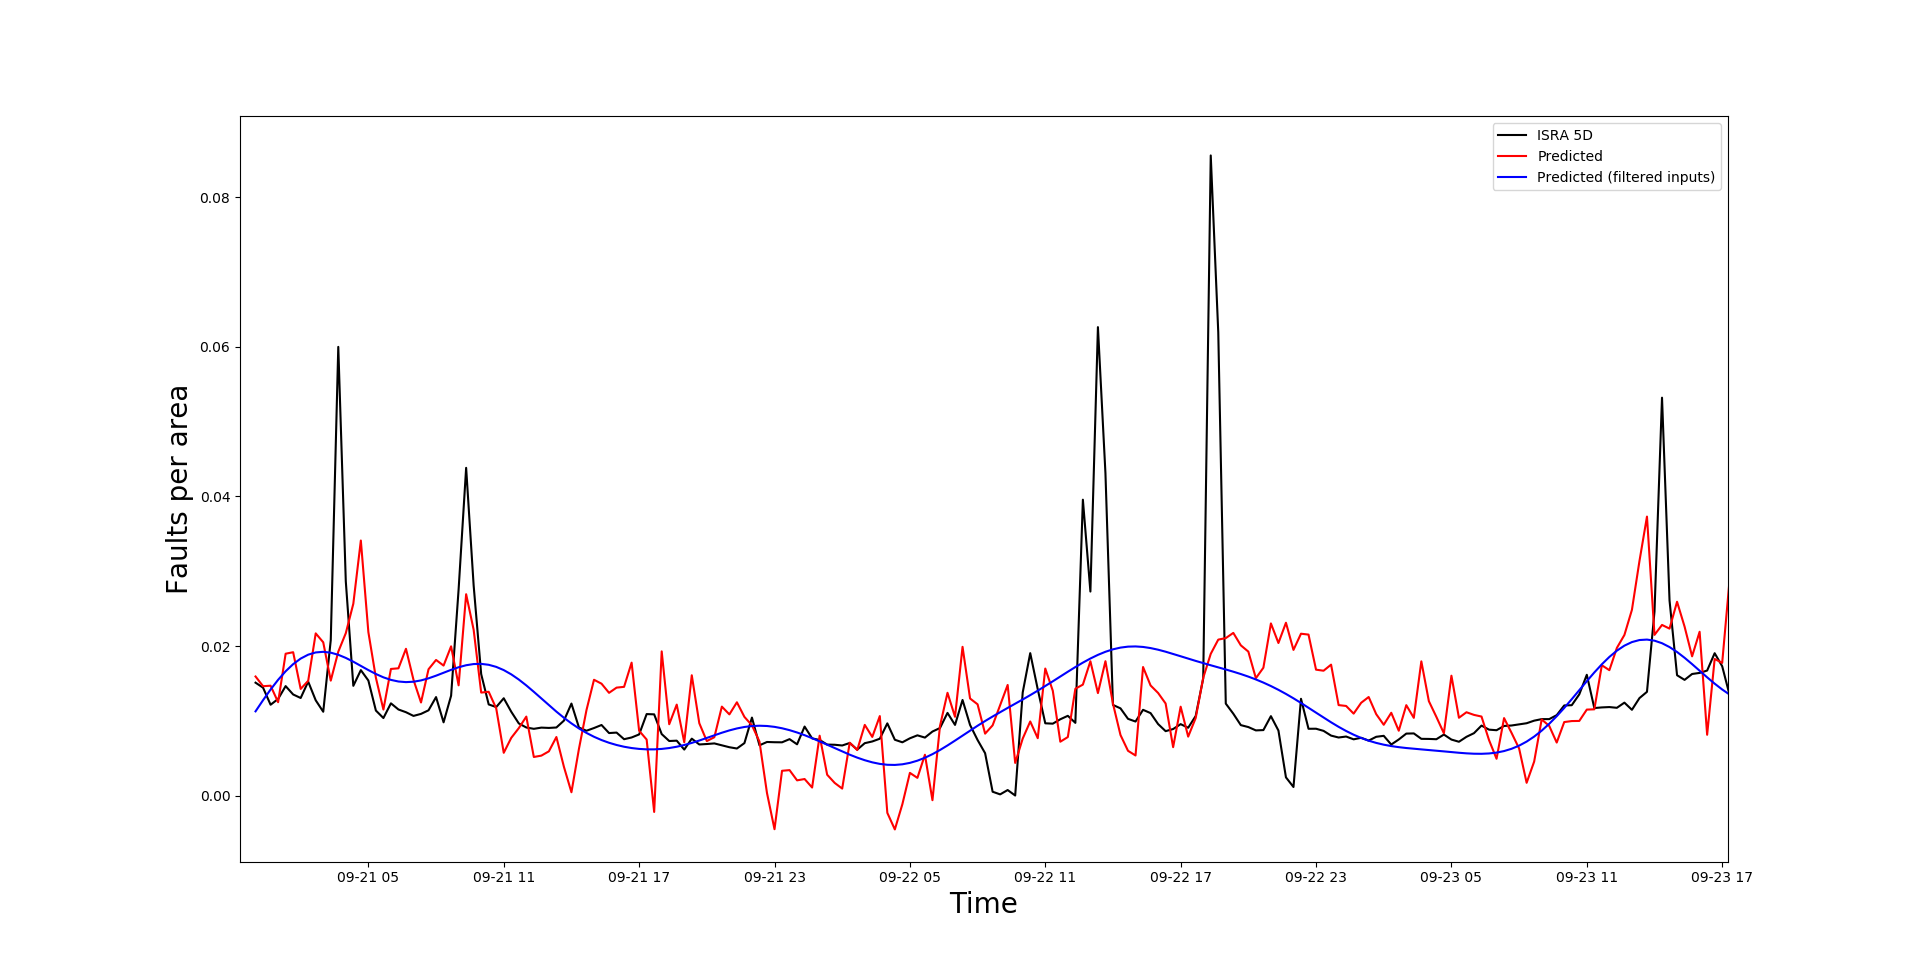 ISRA 5D
Predicted
Predicted (filtered inputs)
Faults per area
0.08
0.06
0.04
0.02
0.00
09-21 05 09-21 11 09-21 17 09-21 23 09-22 05 09-22 11 09-22 17 09-22 23 09-23 05 09-23 11 09-23 17
Time